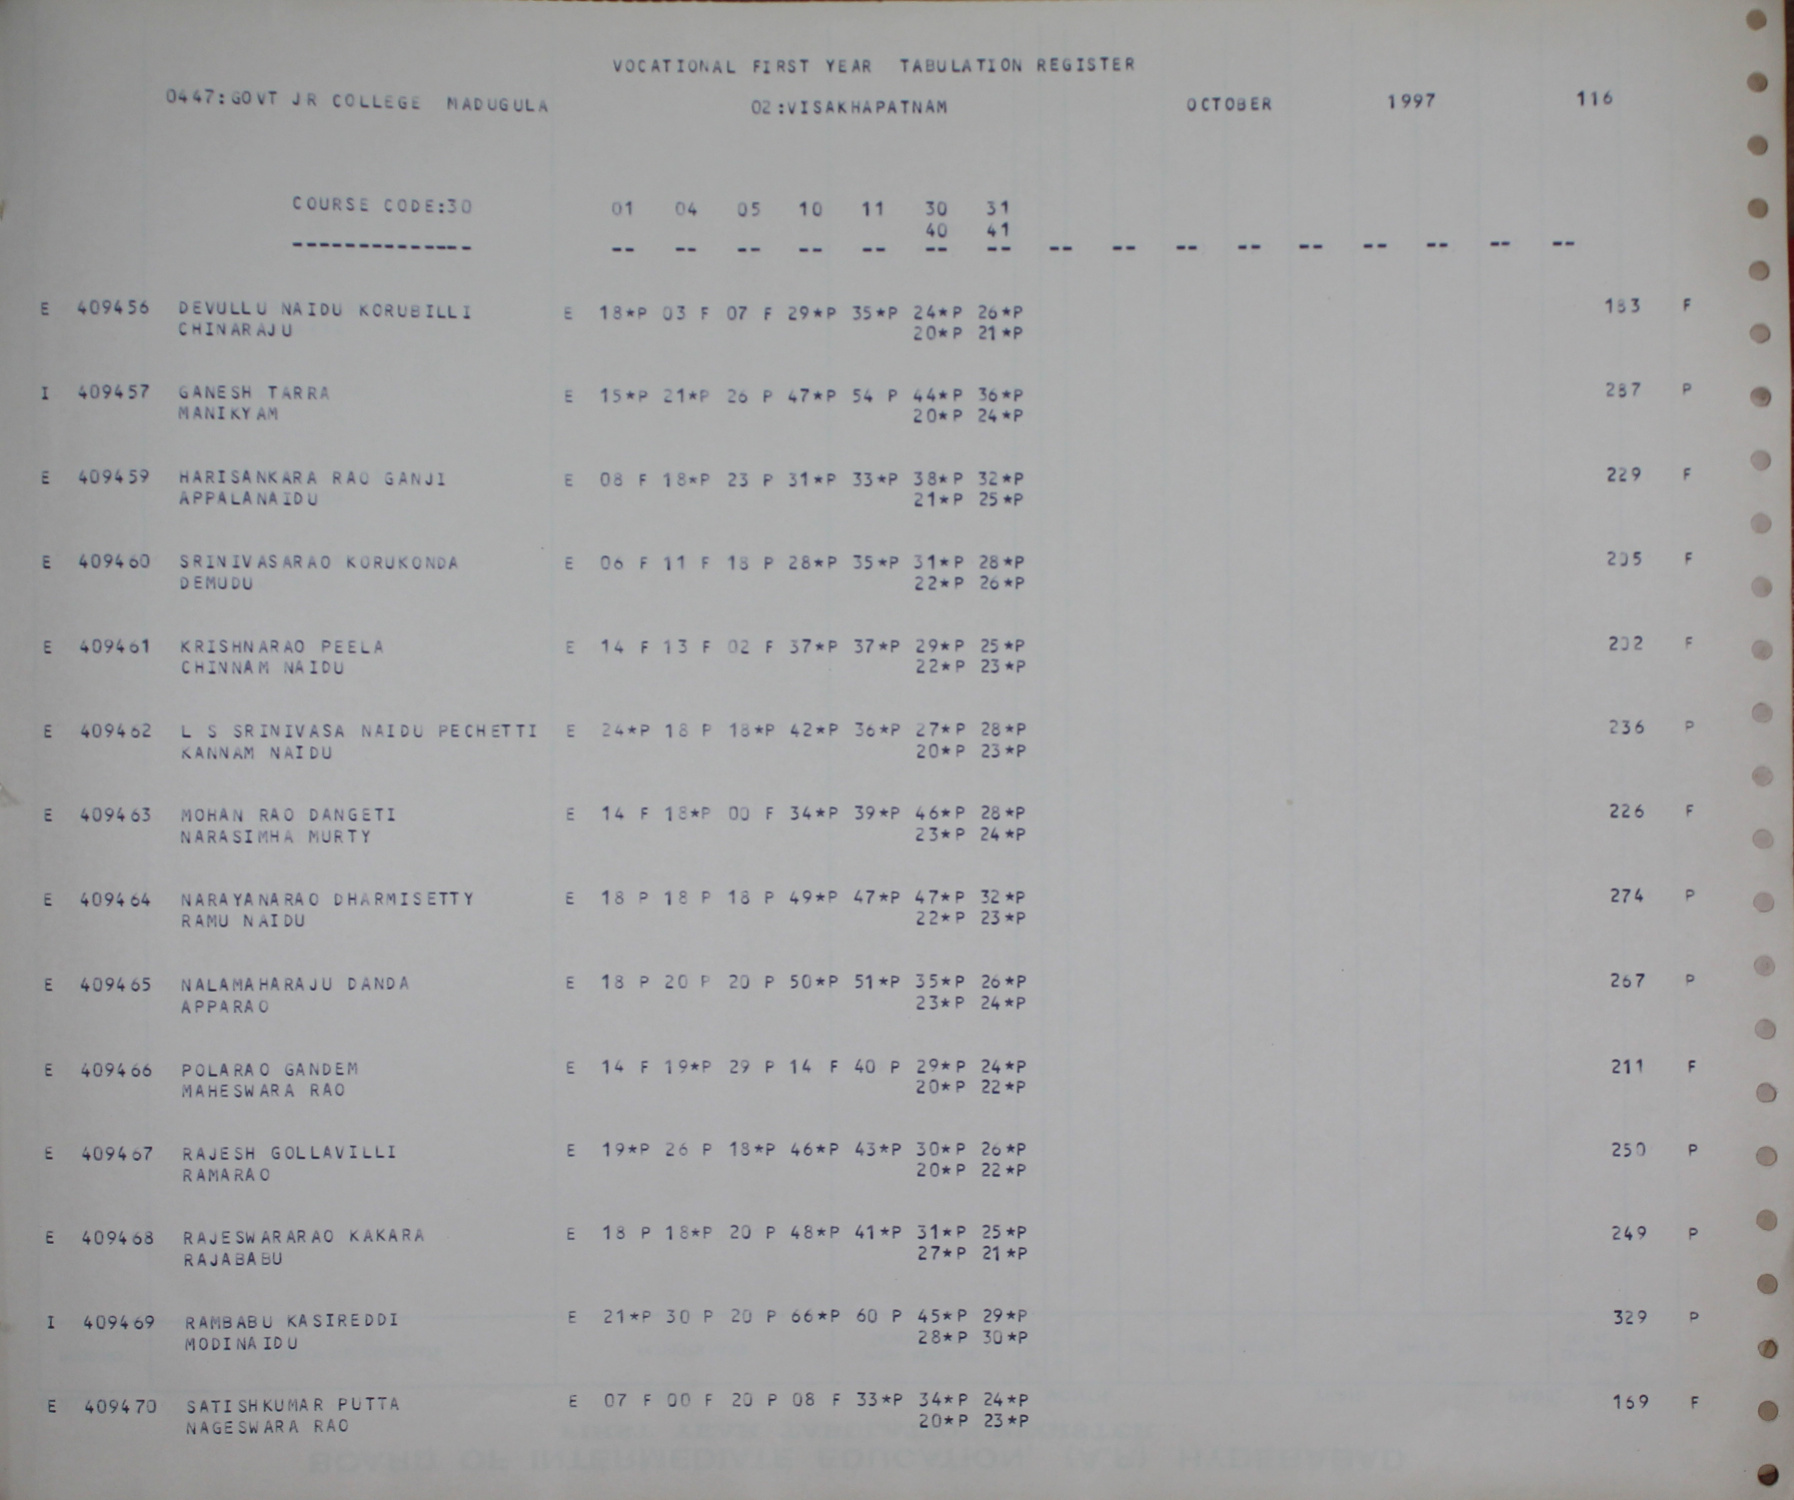 VOCATIONAL FIRST YEAR TABULATION REGISTER
0447:GOVT JR COLLEGE MADUGULA 02:VISAKHAPATNAM OCTOBER 1997 116
COURSE CODE:30 01 04 05 10 11 30 31
40 41
-------------- -- -- -- -- -- -- -- -- -- -- -- -- -- -- -- --
E 409456 DEVULLU NAIDU KORUBILLI E 18*P 03 F 07 F 29*P 35*P 24*P 26*P 183 F
CHINARAJU 20*P 21*P
I 409457 GANESH TARRA E 15*P 21*P 26 P 47*P 54 P 44*P 36*P 287 P
MANIKYAM 20*P 24*P
E 409459 HARISANKARA RAO GANJI E 08 F 18*P 23 P 31*P 33*P 38*P 32*P 229 F
APPALANAIDU 21*P 25*P
E 409460 SRINIVASARAO KORUKONDA E 06 F 11 F 18 P 28*P 35*P 31*P 28*P 205 F
DEMUDU 22*P 26*P
E 409461 KRISHNARAO PEELA E 14 F 13 F 02 F 37*P 37*P 29*P 25*P 202 F
CHINNAM NAIDU 22*P 23*P
E 409462 L S SRINIVASA NAIDU PECHETTI E 24*P 18 P 18*P 42*P 36*P 27*P 28*P 236 P
KANNAM NAIDU 20*P 23*P
E 409463 MOHAN RAO DANGETI E 14 F 18*P 00 F 34*P 39*P 46*P 28*P 226 F
NARASIMHA MURTY 23*P 24*P
E 409464 NARAYANARAO DHARMISETTY E 18 P 18 P 18 P 49*P 47*P 47*P 32*P 274 P
RAMU NAIDU 22*P 23*P
E 409465 NALAMAHARAJU DANDA E 18 P 20 P 20 P 50*P 51*P 35*P 26*P 267 P
APPARAO 23*P 24*P
E 409466 POLARAO GANDEM E 14 F 19*P 29 P 14 F 40 P 29*P 24*P 211 F
MAHESWARA RAO 20*P 22*P
E 409467 RAJESH GOLLAVILLI E 19*P 26 P 18*P 46*P 43*P 30*P 26*P 250 P
RAMARAO 20*P 22*P
E 409468 RAJESWARARAO KAKARA E 18 P 18*P 20 P 48*P 41*P 31*P 25*P 249 P
RAJABABU 27*P 21*P
I 409469 RAMBABU KASIREDDI E 21*P 30 P 20 P 66*P 60 P 45*P 29*P 329 P
MODINAIDU 28*P 30*P
E 409470 SATISHKUMAR PUTTA E 07 F 00 F 20 P 08 F 33*P 34*P 24*P 169 F
NAGESWARA RAO 20*P 23*P